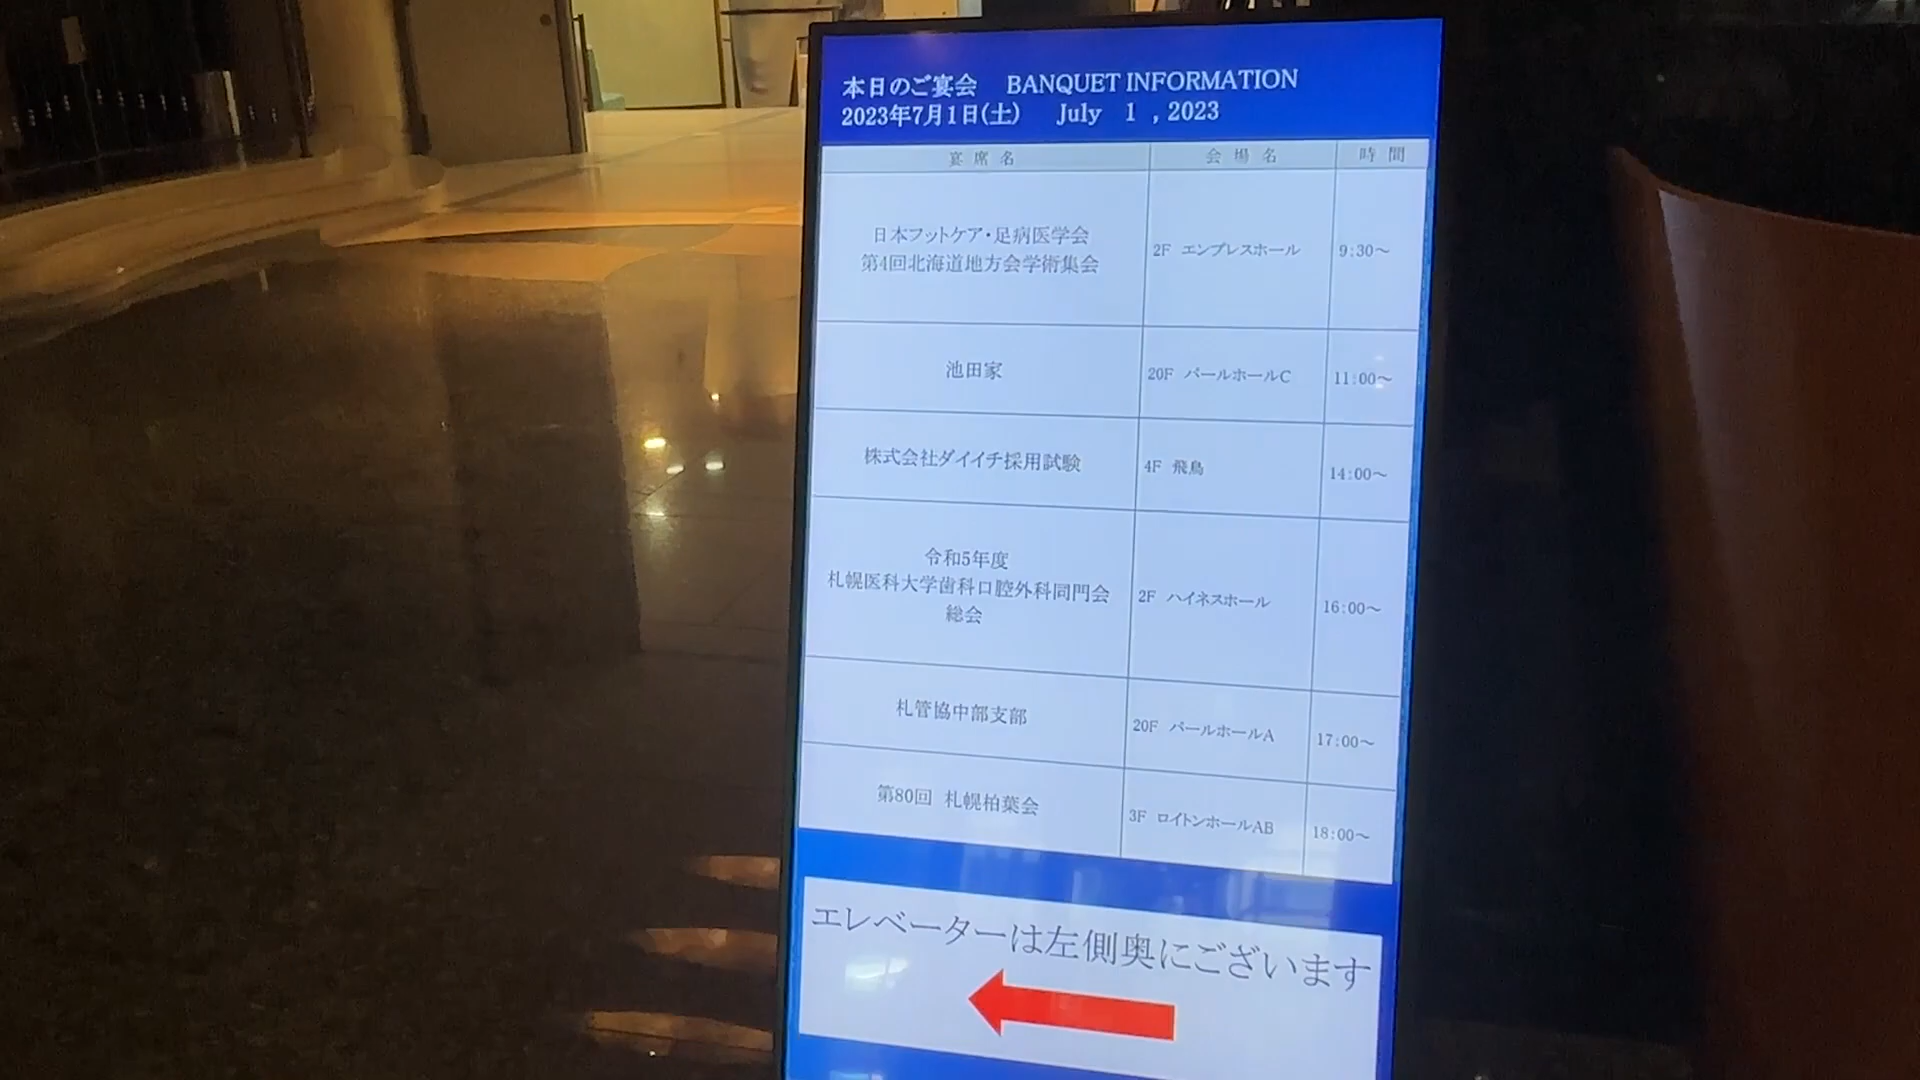 本日のご宴会 BANQUET INFORMATION
2023年7月1日(土) July 1 , 2023
宴席名 会場名 時間
日本フットケア・足病医学会
第4回北海道地方会学術集会
2F エンプレスホール 9:30～
池田家 20F パールホールC 11:00～
株式会社ダイイチ採用試験 4F 飛鳥 14:00～
令和5年度
札幌医科大学歯科口腔外科同門会
総会
2F ハイネスホール 16:00～
札管協中部支部 20F パールホールA 17:00～
第80回 札幌柏葉会 3F ロイトンホールAB 18:00～
エレベーターは左側奥にございます